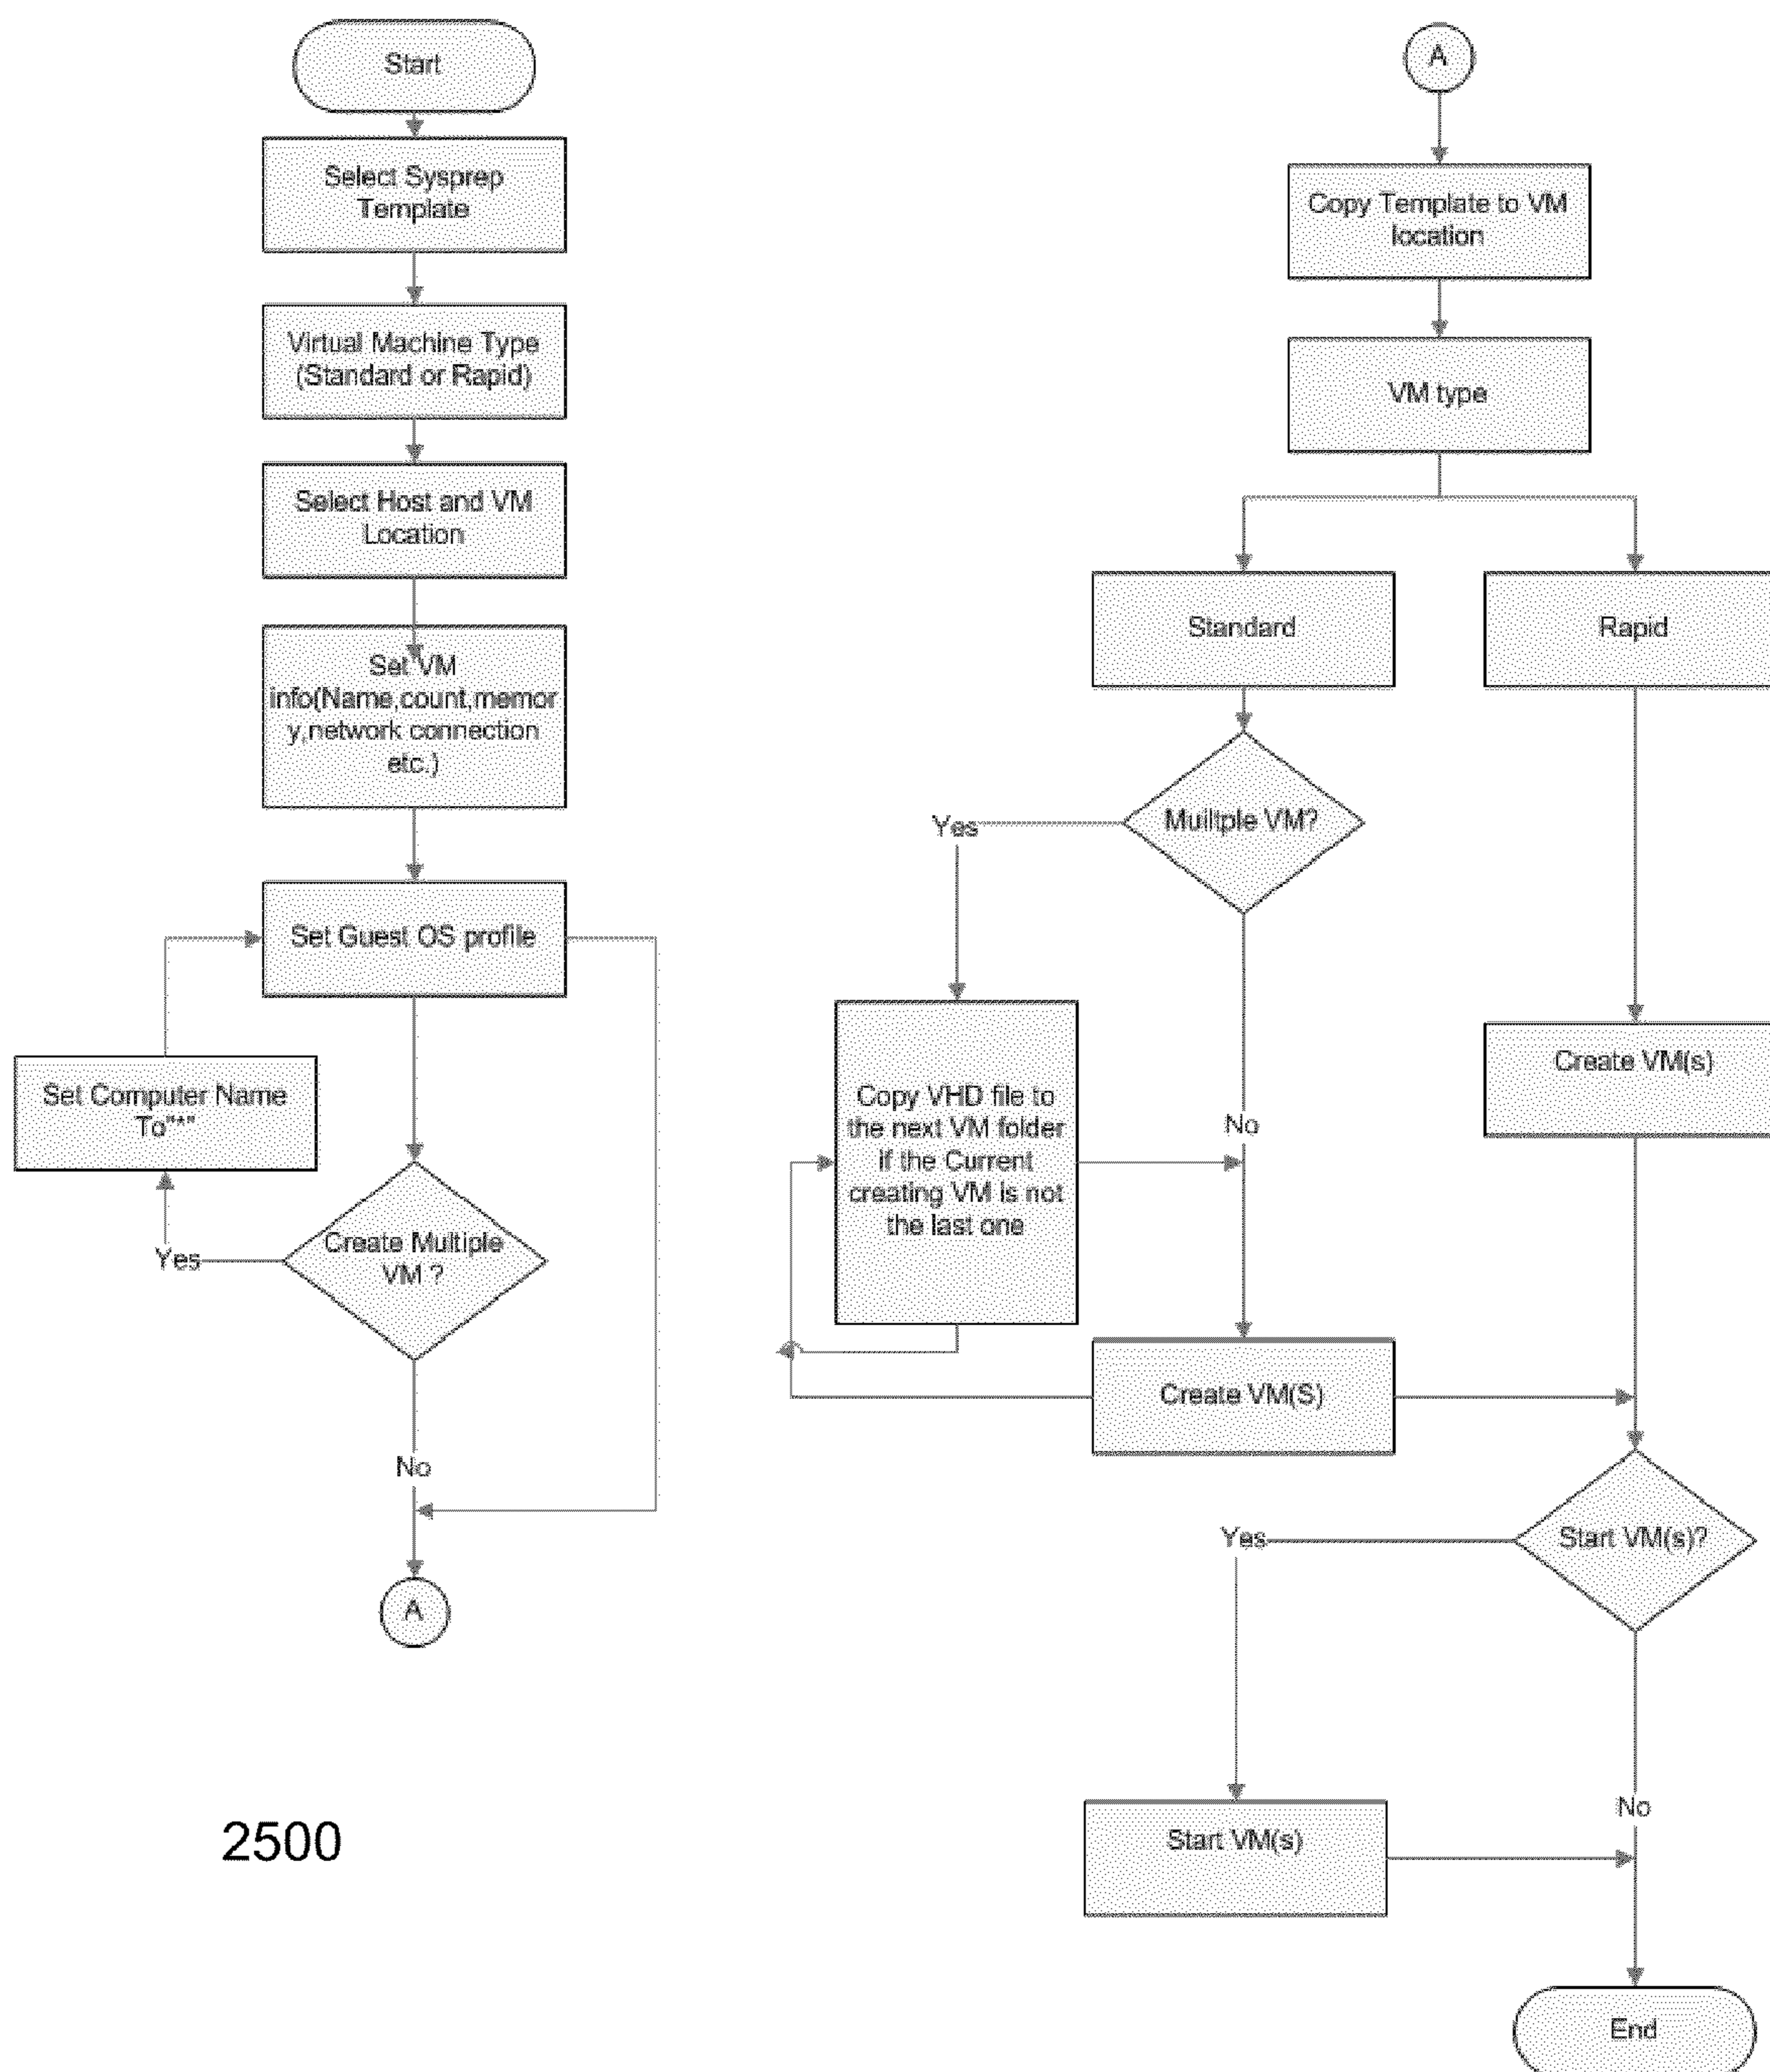 Start
Select Sysprep
Template
Virtual Machine Type
(Standard or Rapid)
Select Host and VM
Location
Set VM
info(Name,count,memor
y,network connection
etc.)
Set Guest OS profile
Set Computer Name
To"*"
Yes
Create Multiple
VM ?
No
A
2500
A
Copy Template to VM
location
VM type
Standard
Rapid
Muiltple VM?
Yes
Copy VHD file to
the next VM folder
if the Current
creating VM is not
the last one
No
Create VM(s)
Create VM(S)
Start VM(s)?
Yes
No
Start VM(s)
End